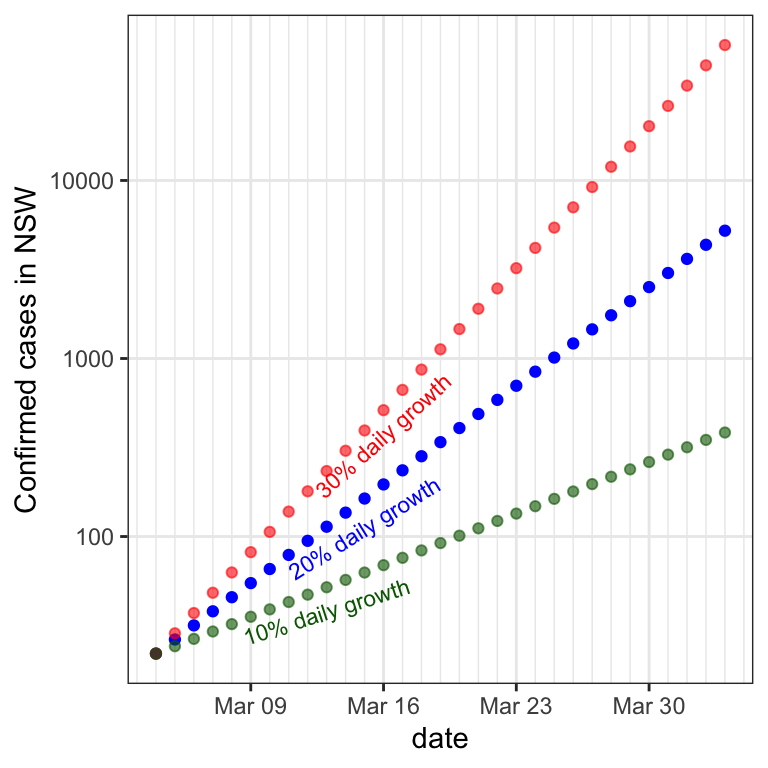 Confirmed cases in NSW
10000
1000
100
30% daily growth
20% daily growth
10% daily growth
Mar 09
Mar 16
Mar 23
Mar 30
date